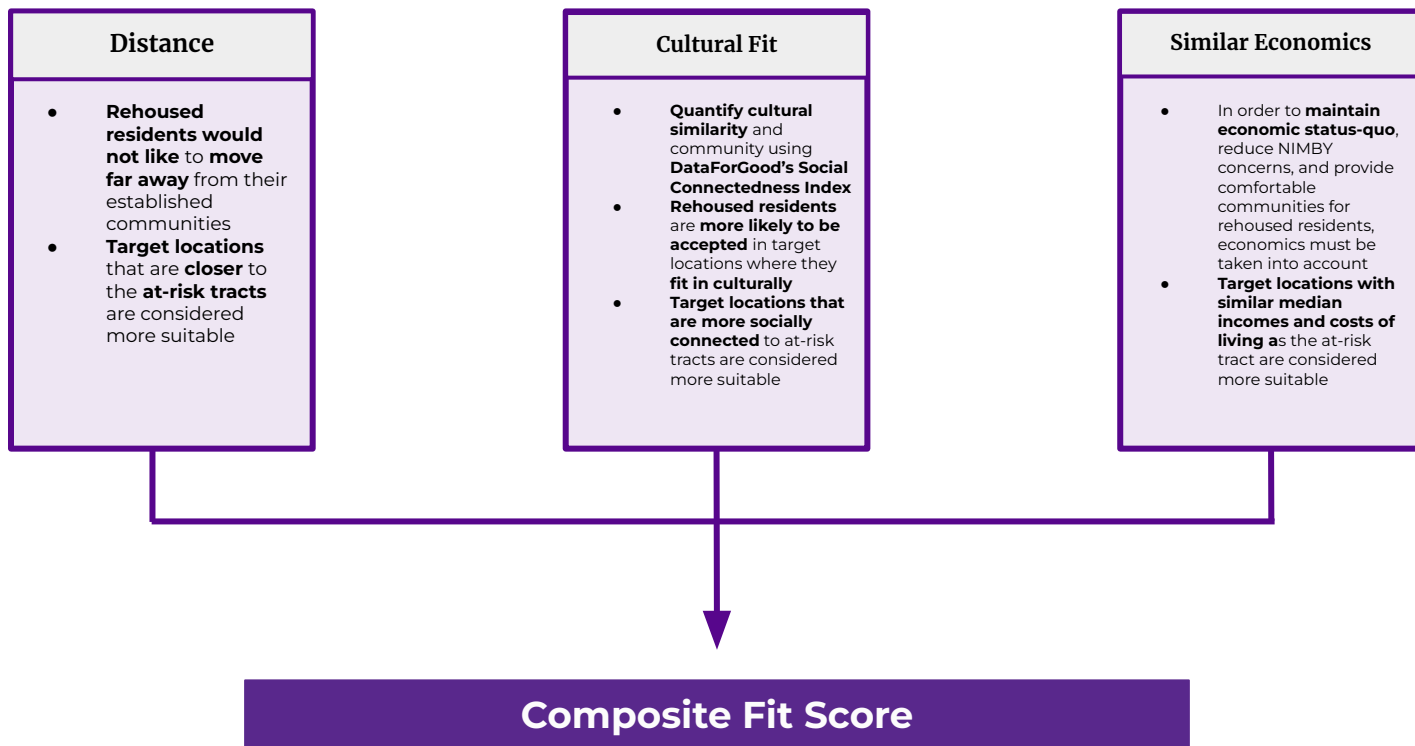 Distance
● Rehoused
residents would
not like to move
far away from their
established
communities
● Target locations
that are closer to
the at-risk tracts
are considered
more suitable
Cultural Fit
● Quantify cultural
similarity and
community using
DataForGood’s Social
Connectedness Index
● Rehoused residents
are more likely to be
accepted in target
locations where they
fit in culturally
● Target locations that
are more socially
connected to at-risk
tracts are considered
more suitable
Similar Economics
● In order to maintain
economic status-quo,
reduce NIMBY
concerns, and provide
comfortable
communities for
rehoused residents,
economics must be
taken into account
● Target locations with
similar median
incomes and costs of
living as the at-risk
tract are considered
more suitable
Composite Fit Score